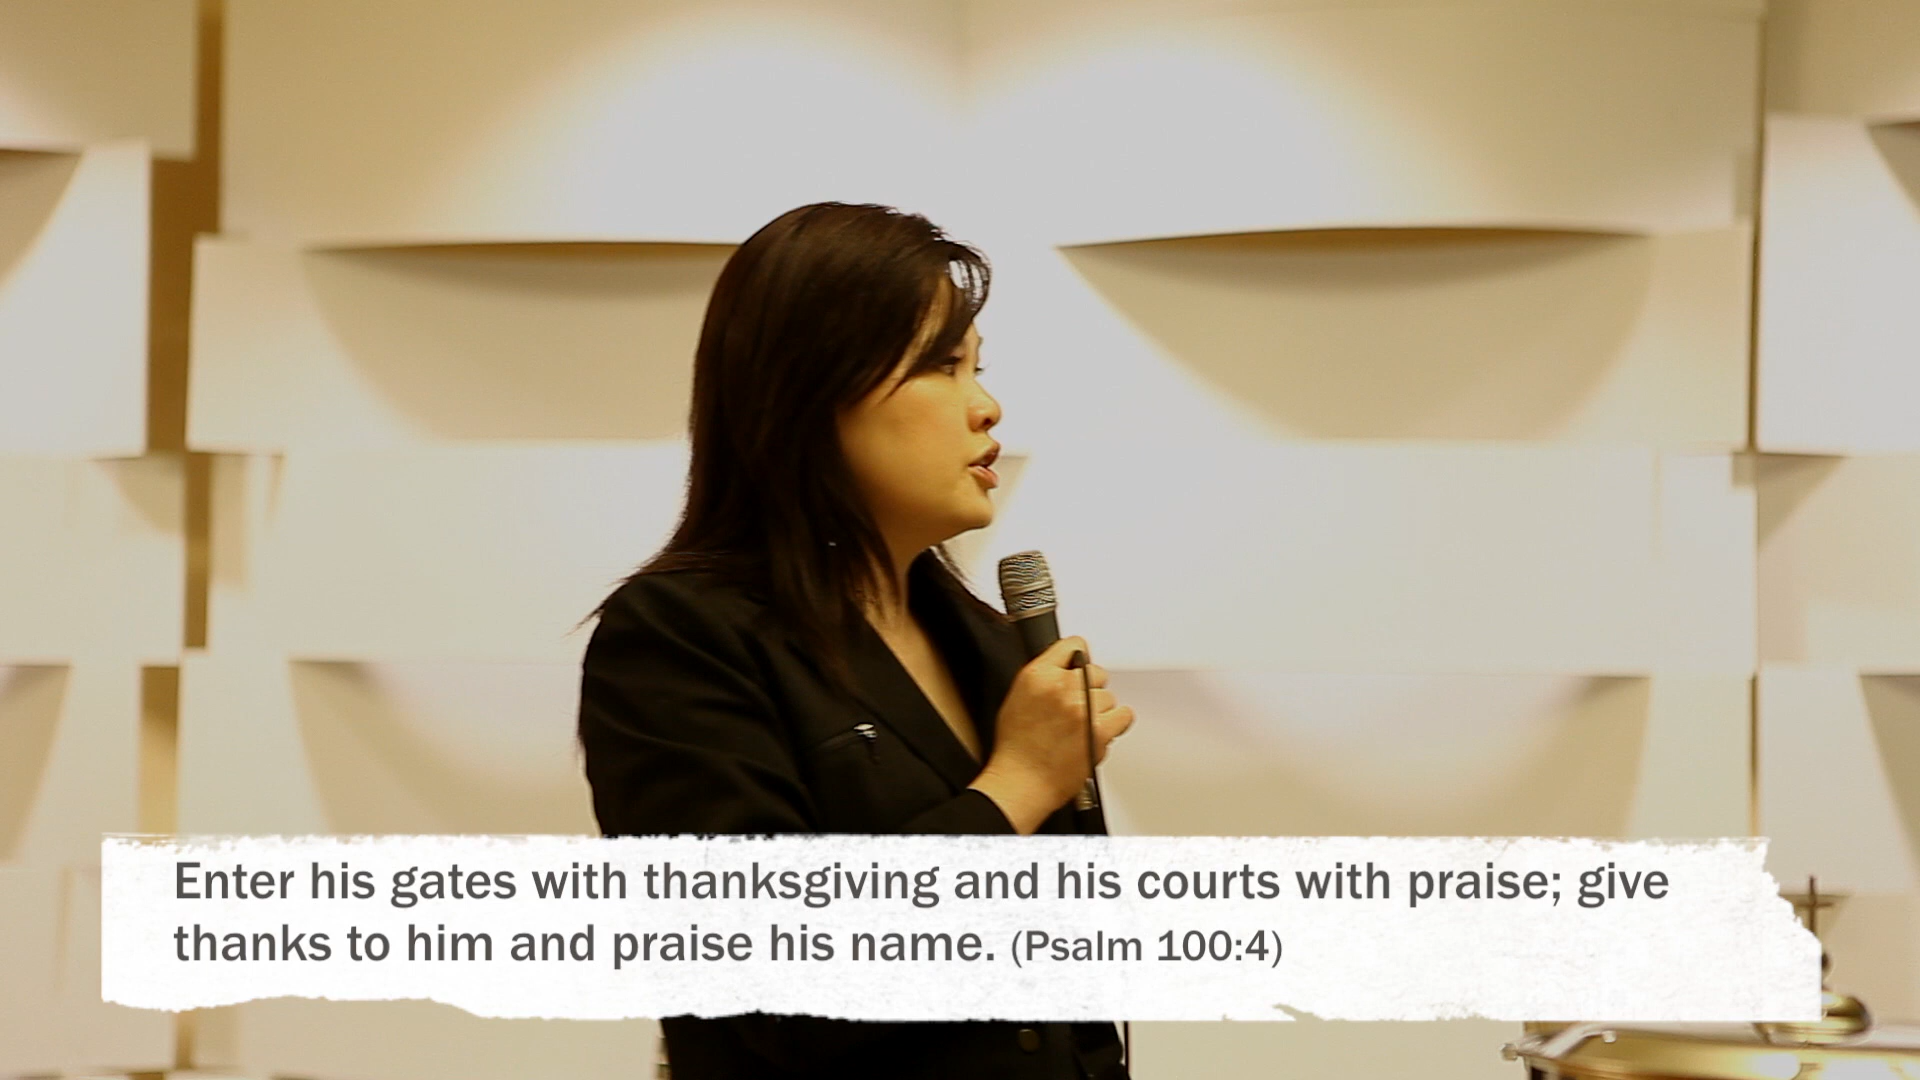 Enter his gates with thanksgiving and his courts with praise; give
thanks to him and praise his name. (Psalm 100:4)